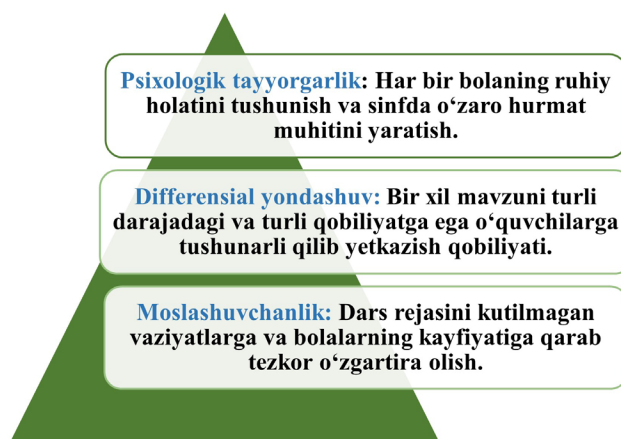 Psixologik tayyorgarlik: Har bir bolaning ruhiy
holatini tushunish va sinfda o‘zaro hurmat
muhitini yaratish.
Differensial yondashuv: Bir xil mavzuni turli
darajadagi va turli qobiliyatga ega o‘quvchilarga
tushunarli qilib yetkazish qobiliyati.
Moslashuvchanlik: Dars rejasini kutilmagan
vaziyatlarga va bolalarning kayfiyatiga qarab
tezkor o‘zgartira olish.